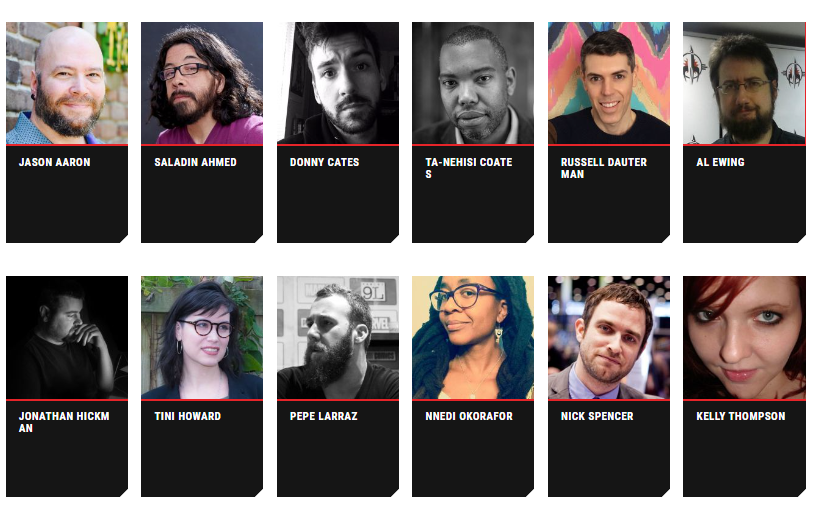 JASON AARON
SALADIN AHMED
DONNY CATES
TA-NEHISI COATE
S
RUSSELL DAUTER
MAN
AL EWING
9L
JONATHAN HICKM
AN
TINI HOWARD
PEPE LARRAZ
NNEDI OKORAFOR
NICK SPENCER
KELLY THOMPSON